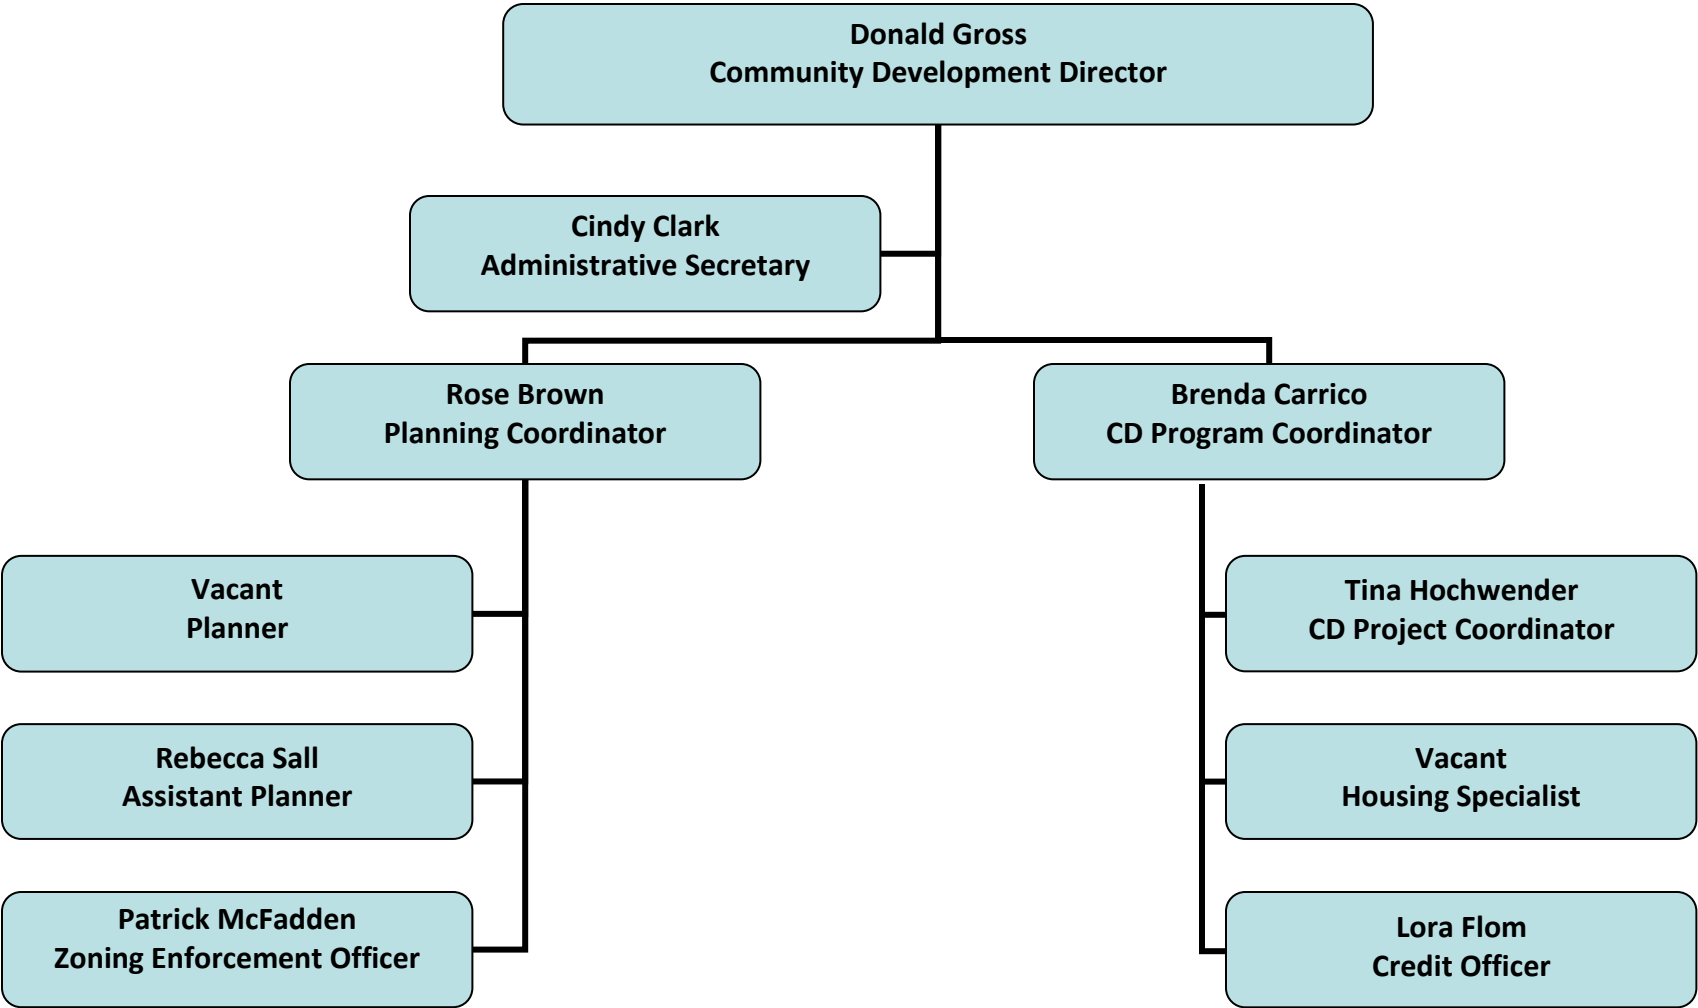 Donald Gross
Community Development Director
Cindy Clark
Administrative Secretary
Rose Brown
Planning Coordinator
Brenda Carrico
CD Program Coordinator
Vacant
Planner
Tina Hochwender
CD Project Coordinator
Rebecca Sall
Assistant Planner
Vacant
Housing Specialist
Patrick McFadden
Zoning Enforcement Officer
Lora Flom
Credit Officer